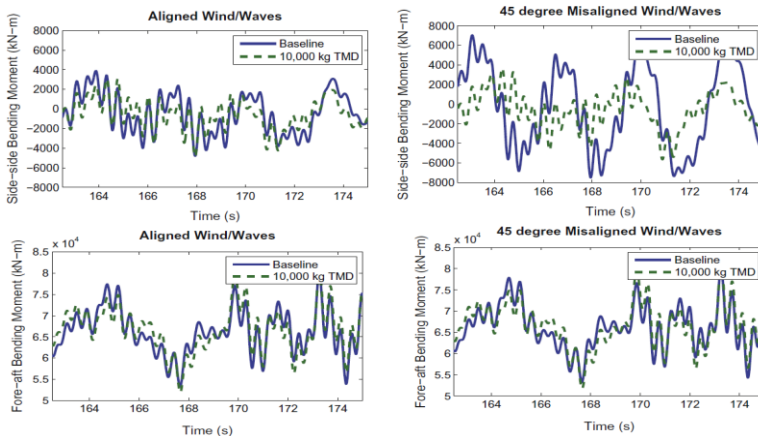 Aligned Wind/Waves
Side−side Bending Moment (kN−m)
8000
6000
4000
2000
0
−2000
−4000
−6000
−8000
Baseline
10,000 kg TMD
164 166 168 170 172 174
Time (s)
45 degree Misaligned Wind/Waves
Side−side Bending Moment (kN−m)
8000
6000
4000
2000
0
−2000
−4000
−6000
8000
Baseline
10,000 kg TMD
164 166 168 170 172 174
Time (s)
Aligned Wind/Waves
Fore−aft Bending Moment (kN−m)
x 10⁴
8.5
8
7.5
7
6.5
6
5.5
5
Baseline
10,000 kg TMD
164 166 168 170 172 174
Time (s)
45 degree Misaligned Wind/Waves
Fore−aft Bending Moment (kN−m)
x 10⁴
8.5
8
7.5
7
6.5
6
5.5
5
Baseline
10,000 kg TMD
164 166 168 170 172 174
Time (s)